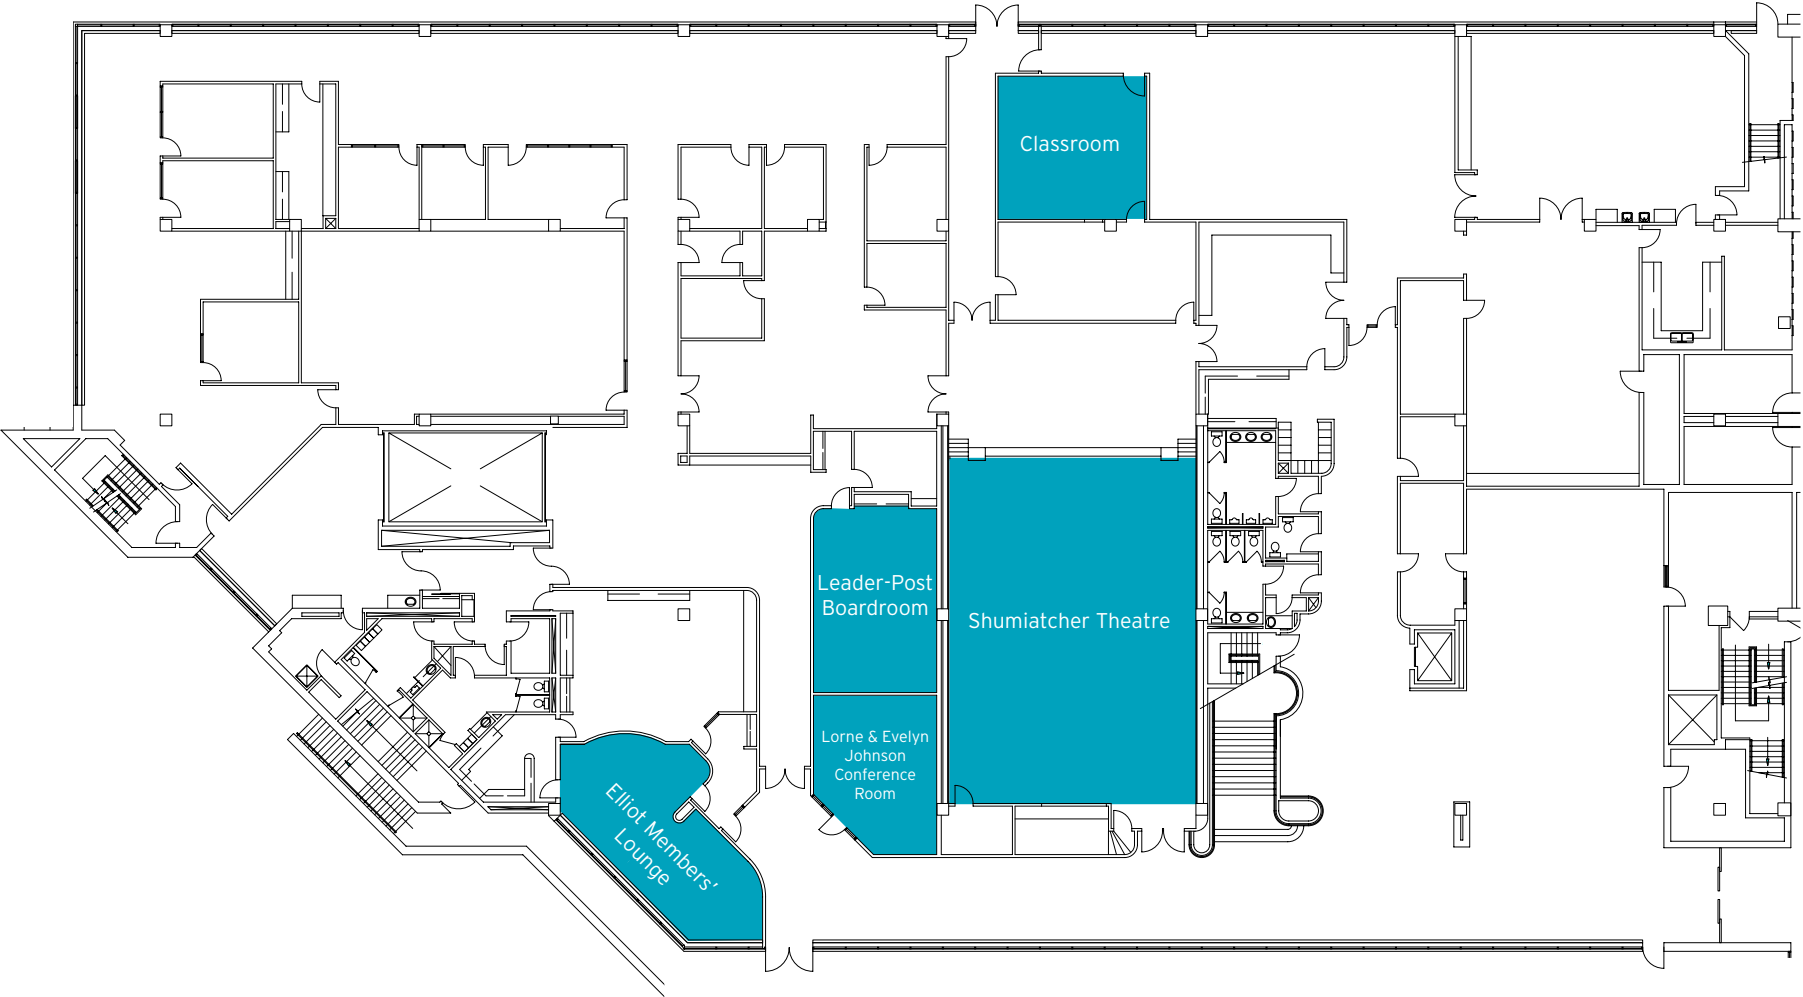 Classroom
Leader-Post
Boardroom
Shumiatcher Theatre
Lorne & Evelyn
Johnson
Conference
Room
Elliot Members’
Lounge